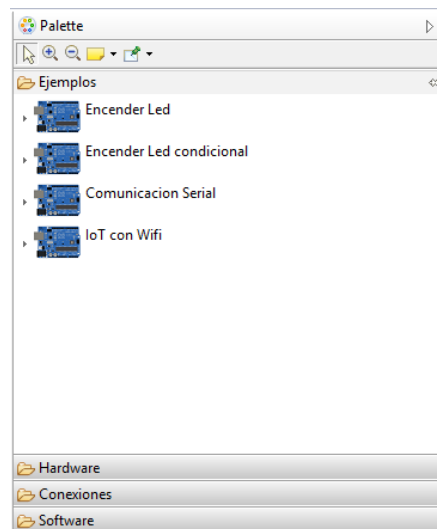 Palette
Ejemplos
Encender Led
Encender Led condicional
Comunicacion Serial
IoT con Wifi
Hardware
Conexiones
Software